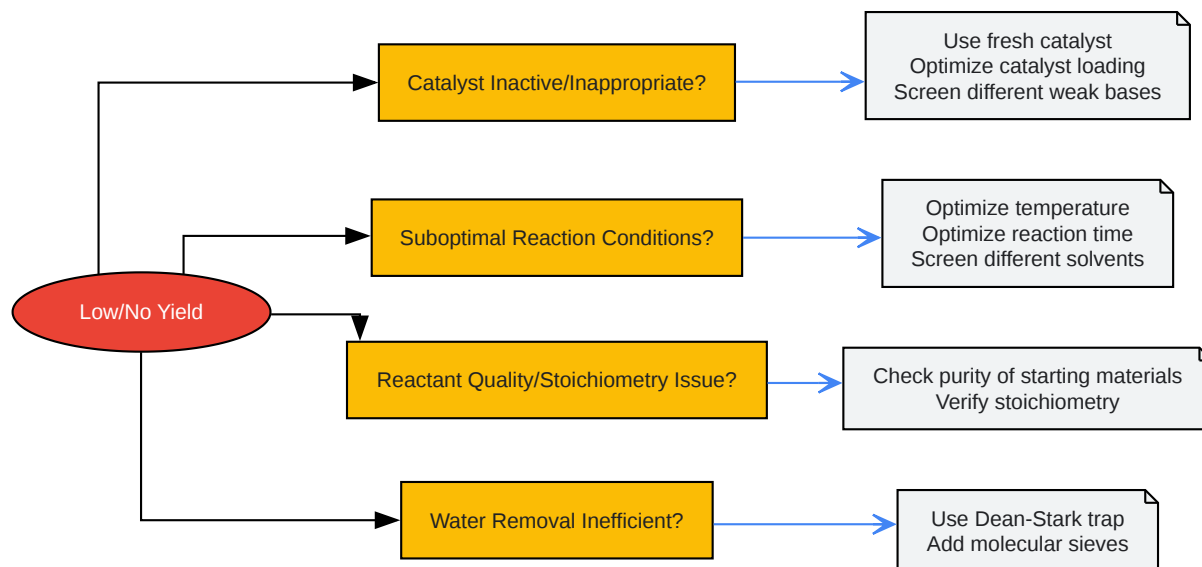 Low/No Yield
Catalyst Inactive/Inappropriate?
Use fresh catalyst
Optimize catalyst loading
Screen different weak bases
Suboptimal Reaction Conditions?
Optimize temperature
Optimize reaction time
Screen different solvents
Reactant Quality/Stoichiometry Issue?
Check purity of starting materials
Verify stoichiometry
Water Removal Inefficient?
Use Dean-Stark trap
Add molecular sieves